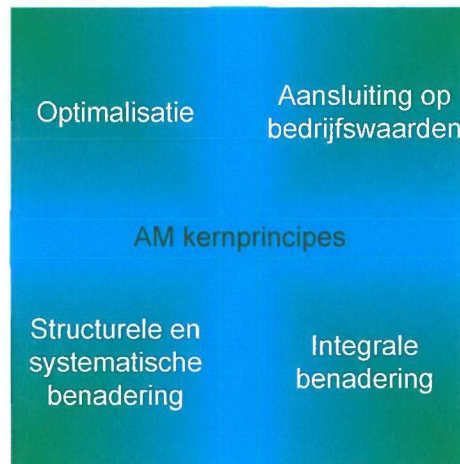 Optimalisatie
Aansluiting op
bedrijfswaarden
AM kernprincipes
Structurele en
systematische
benadering
Integrale
benadering